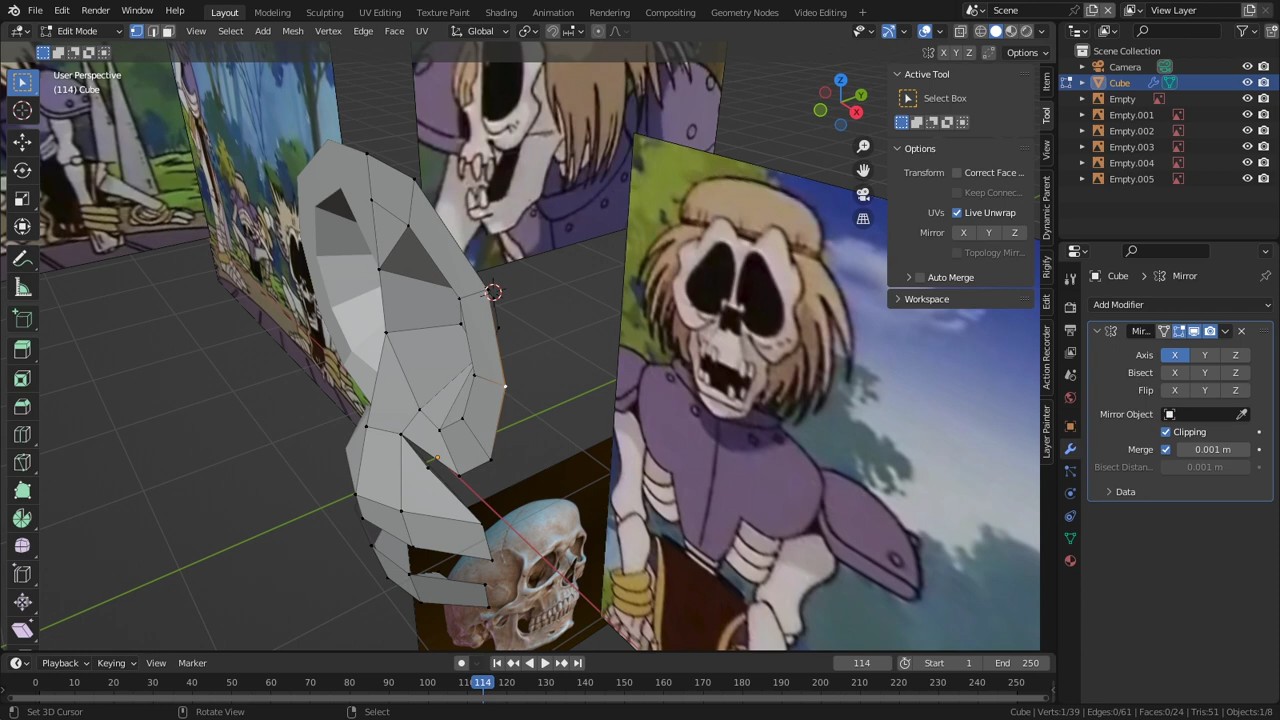 File Edit Render Window Help Layout Modeling Sculpting UV Editing Texture Paint Shading Animation Rendering Compositing Geometry Nodes Video Editing + Scene View Layer
Edit Mode View Select Add Mesh Vertex Edge Face UV Global
X Y Z Options
User Perspective
(114) Cube
Z
Y
X
Active Tool
Select Box
Options
Transform Correct Face ...
Keep Connec...
UVs Live Unwrap
Mirror X Y Z
Topology Mirr...
Auto Merge
Workspace
Item
Tool
View
Dynamic Parent
Rigify
Edit
Action Recorder
Layer Painter
Scene Collection
Camera
Cube
Empty
Empty.001
Empty.002
Empty.003
Empty.004
Empty.005
Cube Mirror
Add Modifier
Mir...
Axis X Y Z
Bisect X Y Z
Flip X Y Z
Mirror Object
Clipping
Merge 0.001 m
Bisect Distan... 0.001 m
Data
Playback Keying View Marker 114 Start 1 End 250
0 10 20 30 40 50 60 70 80 90 100 114 120 130 140 150 160 170 180 190 200 210 220 230 240 250
Set 3D Cursor Rotate View Select Cube | Verts:1/39 | Edges:0/61 | Faces:0/24 | Tris:51 | Objects:1/8